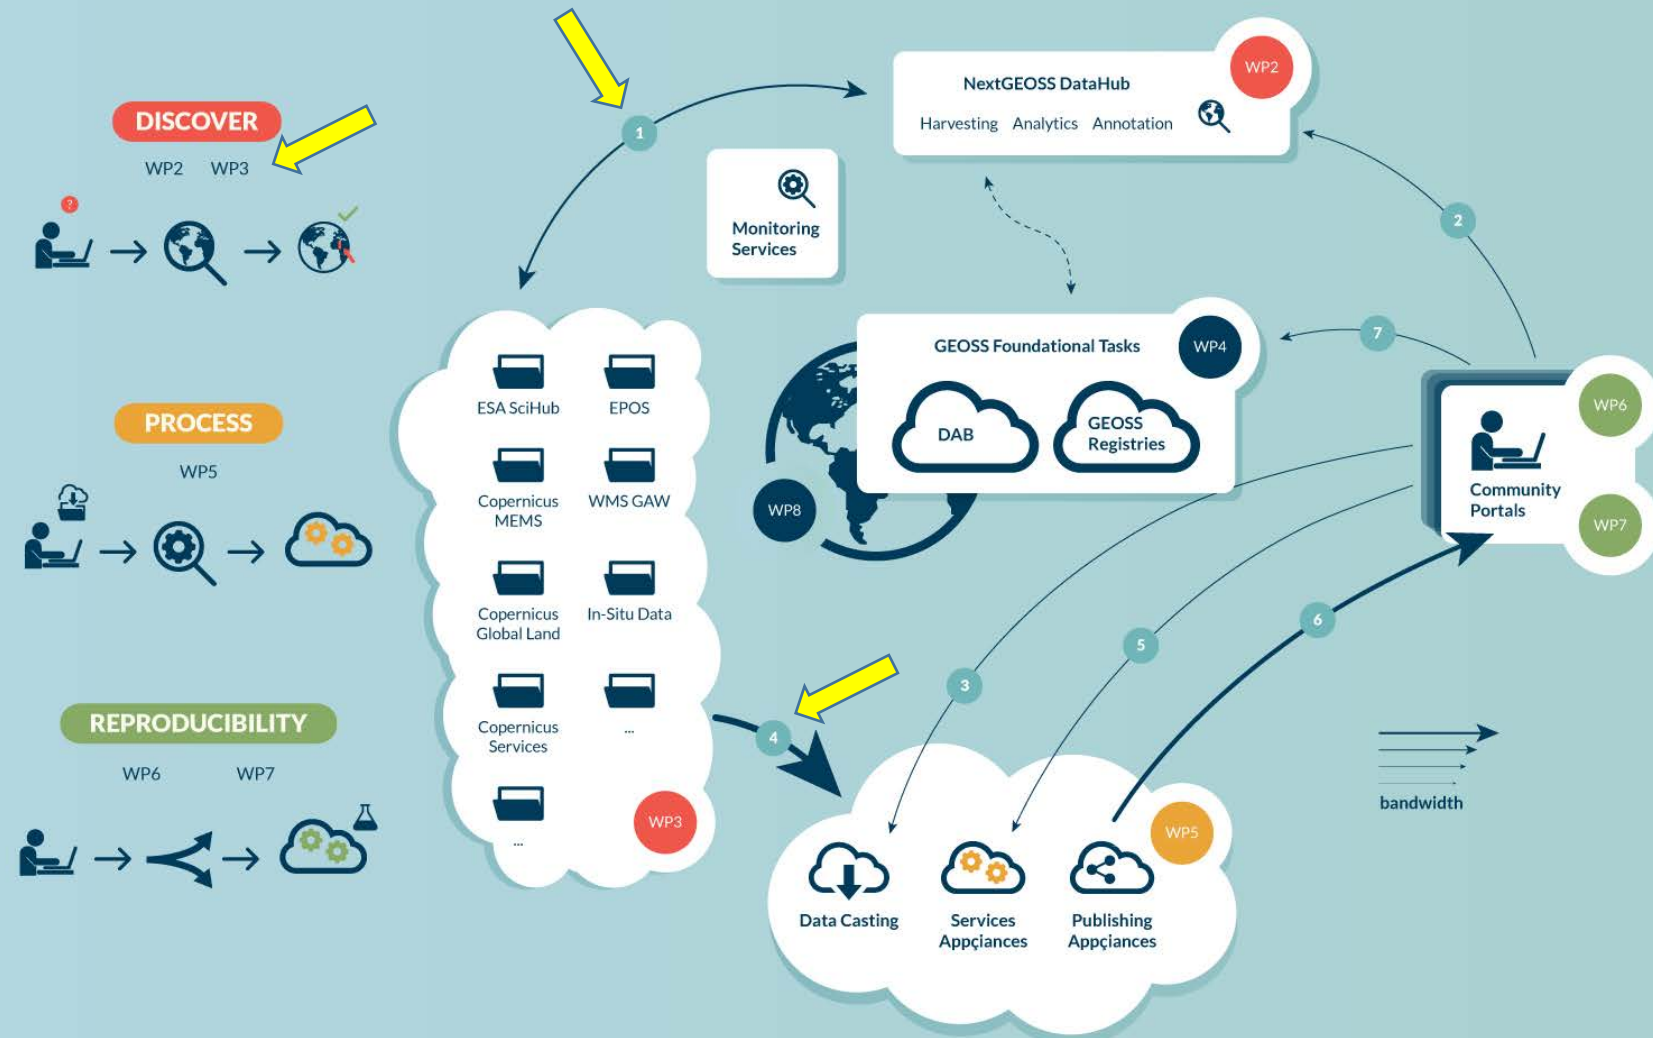 DISCOVER
WP2 WP3
?
PROCESS
WP5
REPRODUCIBILITY
WP6 WP7
1
NextGEOSS DataHub
Harvesting Analytics Annotation
WP2
Monitoring
Services
2
ESA SciHub
EPOS
Copernicus
MEMS
WMS GAW
Copernicus
Global Land
In-Situ Data
Copernicus
Services
...
...
WP3
GEOSS Foundational Tasks
WP4
DAB
GEOSS
Registries
WP8
7
Community
Portals
WP6
WP7
3
4
5
6
bandwidth
WP5
Data Casting
Services
Appçiances
Publishing
Appçiances